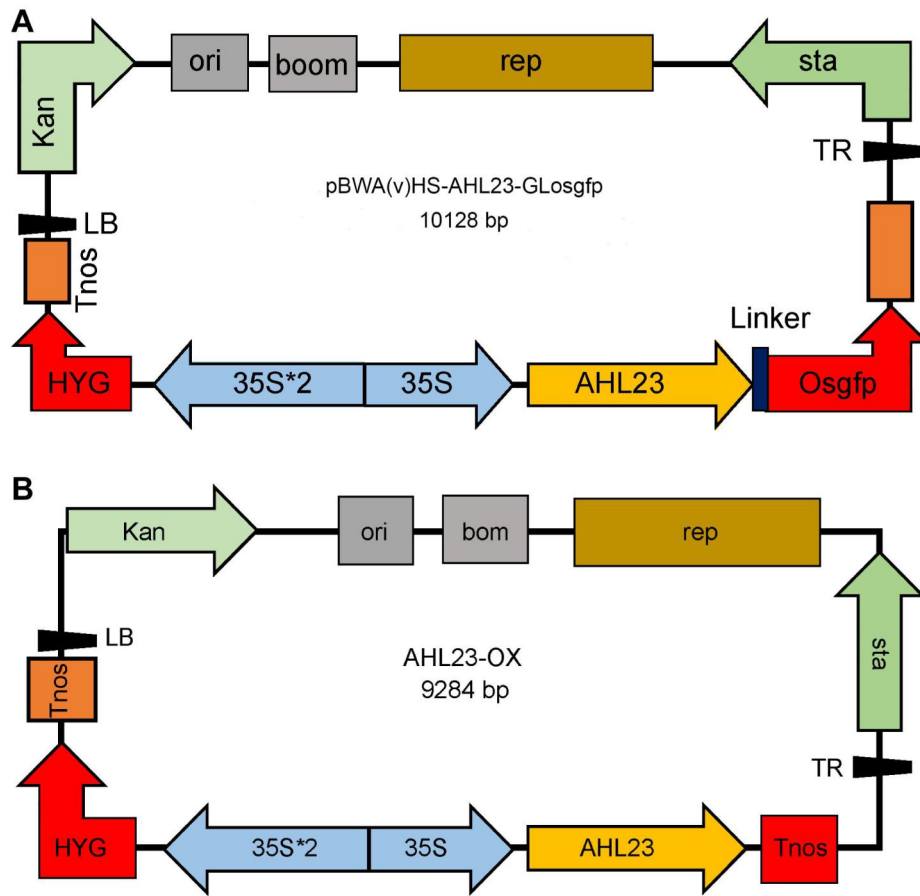 A
Kan
ori
boom
rep
sta
TR
pBWA(v)HS-AHL23-GLosgfp
10128 bp
LB
Tnos
Linker
HYG
35S*2
35S
AHL23
Osgfp
B
Kan
ori
bom
rep
sta
LB
Tnos
AHL23-OX
9284 bp
TR
HYG
35S*2
35S
AHL23
Tnos